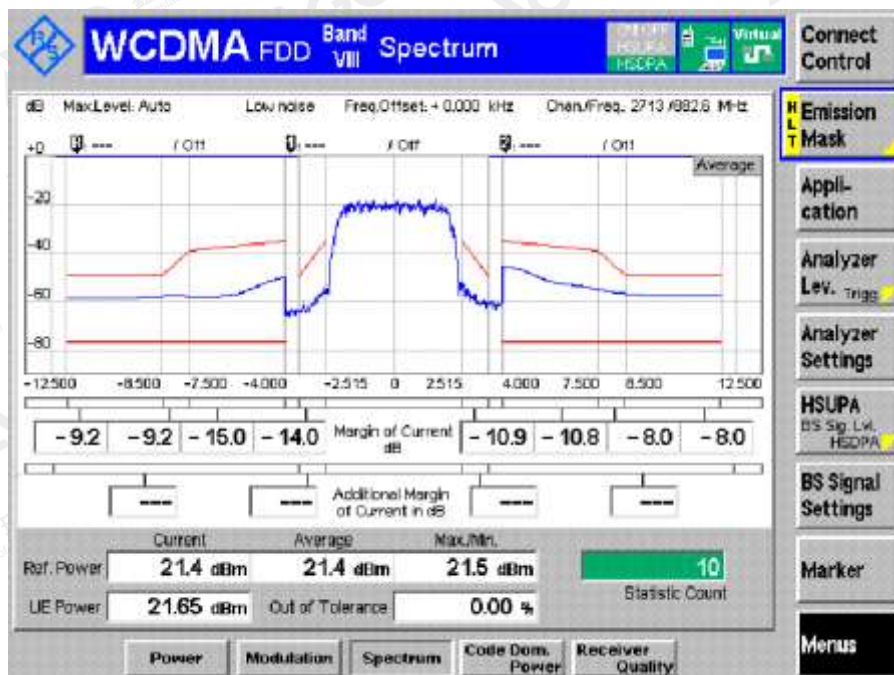 R&S WCDMA FDD Band VIII Spectrum
HSUPA
HSDPA
Virtual
Connect Control
dB Max.Level: Auto Low noise Freq.Offset: + 0.000 kHz Chan./Freq.: 2713 /882.6 MHz
HLT
Emission Mask
+0 --- / Off 1: --- / Off 2: --- / Off
Average
-20
-40
-60
-80
Appli-
cation
Analyzer
Lev. Trigg
Analyzer
Settings
-12.500 -8.500 -7.500 -4.000 -2.515 0 2.515 4.000 7.500 8.500 12.500
- 9.2 - 9.2 - 15.0 - 14.0 Margin of Current dB - 10.9 - 10.8 - 8.0 - 8.0
HSUPA
BS Sig. Lvl.
HSDPA
--- --- Additional Margin of Current in dB --- ---
BS Signal
Settings
Current Average Max./Min.
Ref. Power 21.4 dBm 21.4 dBm 21.5 dBm 10
Statistic Count
UE Power 21.65 dBm Out of Tolerance 0.00 %
Marker
Menus
Power Modulation Spectrum Code Dom. Power Receiver Quality